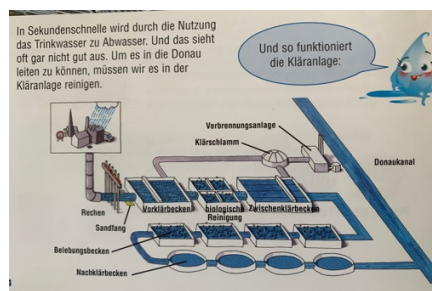 In Sekundenschnelle wird durch die Nutzung
das Trinkwasser zu Abwasser. Und das sieht
oft gar nicht gut aus. Um es in die Donau
leiten zu können, müssen wir es in der
Kläranlage reinigen.
Und so funktioniert
die Kläranlage:
Verbrennungsanlage
Klärschlamm
Donaukanal
Rechen
Vorklärbecken
biologische
Reinigung
Zwischenklärbecken
Sandfang
Belebungsbecken
Nachklärbecken